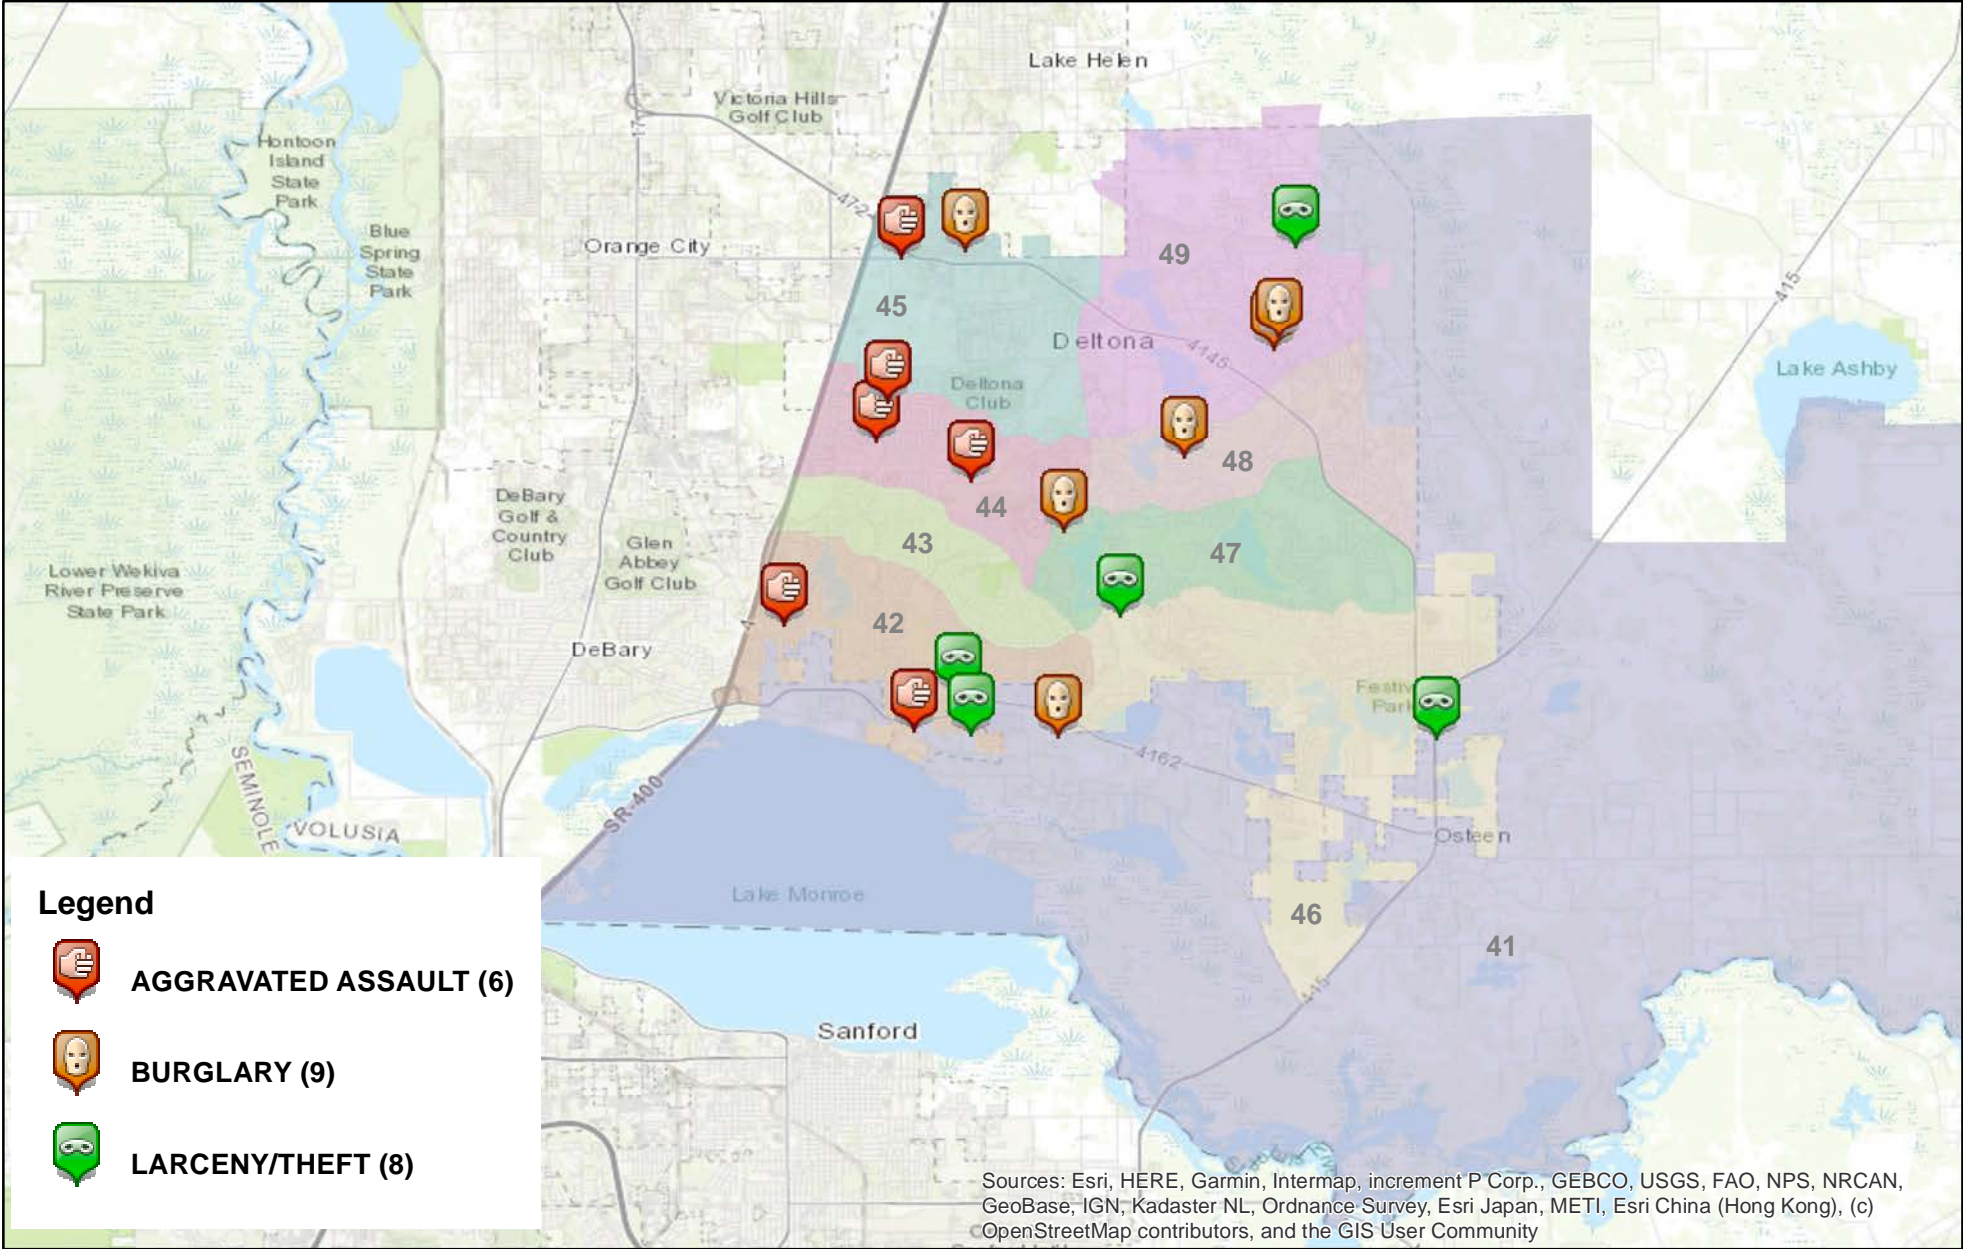 Lake Helen
Victoria Hills
Golf Club
17
Hontoon
Island
State
Park
472
Blue
Spring
State
Park
Orange City
49
415
45
Deltona
4145
Lake Ashby
Deltona
Club
48
DeBary
Golf &
Country
Club
44
43
47
Glen
Abbey
Golf Club
Lower Wekiva
River Preserve
State Park
4
42
DeBary
Festiv
Park
SEMINOLE
VOLUSIA
SR-400
4162
Osteen
Lake Monroe
46
41
415
Sanford
Legend
AGGRAVATED ASSAULT (6)
BURGLARY (9)
LARCENY/THEFT (8)
Sources: Esri, HERE, Garmin, Intermap, increment P Corp., GEBCO, USGS, FAO, NPS, NRCAN,
GeoBase, IGN, Kadaster NL, Ordnance Survey, Esri Japan, METI, Esri China (Hong Kong), (c)
OpenStreetMap contributors, and the GIS User Community